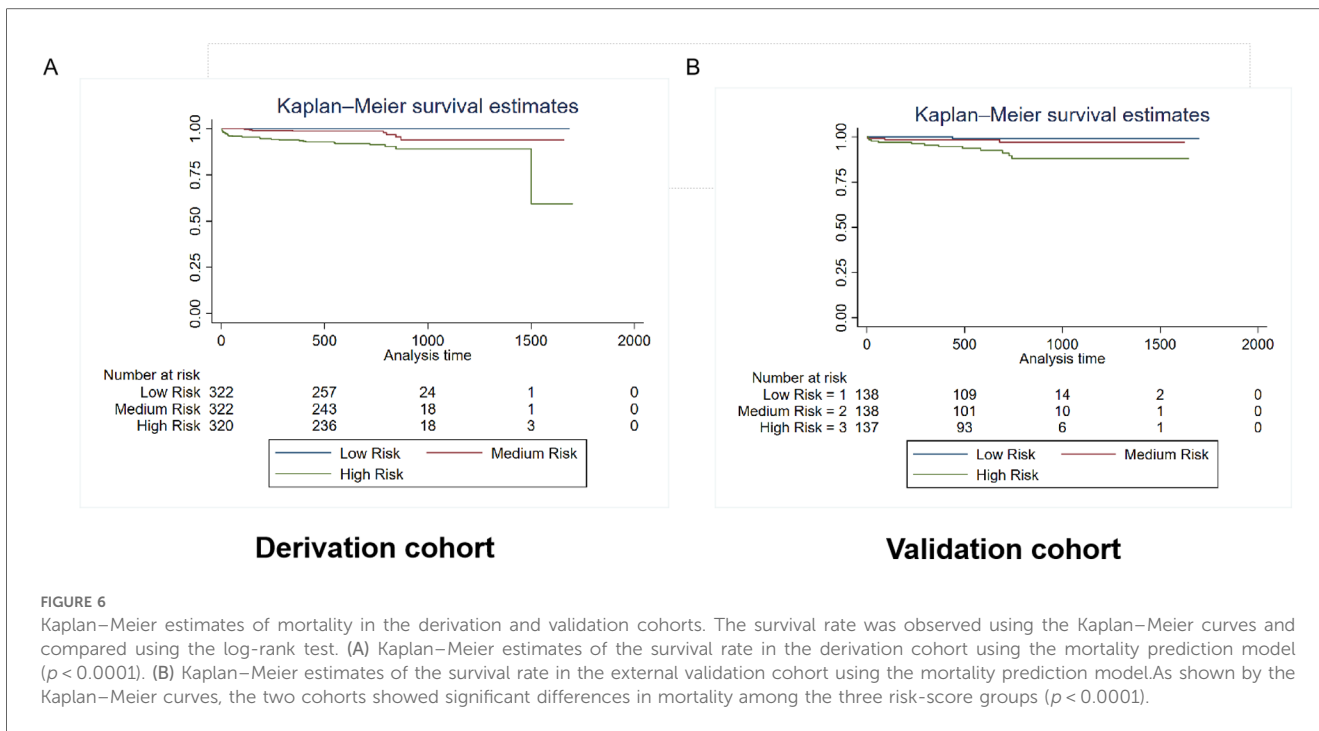 A
Kaplan–Meier survival estimates
1.00
0.75
0.50
0.25
0.00
0 500 1000 1500 2000
Analysis time
Number at risk
Low Risk 322 257 24 1 0
Medium Risk 322 243 18 1 0
High Risk 320 236 18 3 0
Low Risk Medium Risk
High Risk
Derivation cohort
B
Kaplan–Meier survival estimates
1.00
0.75
0.50
0.25
0.00
0 500 1000 1500 2000
Analysis time
Number at risk
Low Risk = 1 138 109 14 2 0
Medium Risk = 2 138 101 10 1 0
High Risk = 3 137 93 6 1 0
Low Risk Medium Risk
High Risk
Validation cohort
FIGURE 6
Kaplan–Meier estimates of mortality in the derivation and validation cohorts. The survival rate was observed using the Kaplan–Meier curves and
compared using the log-rank test. (A) Kaplan–Meier estimates of the survival rate in the derivation cohort using the mortality prediction model
(p < 0.0001). (B) Kaplan–Meier estimates of the survival rate in the external validation cohort using the mortality prediction model.As shown by the
Kaplan–Meier curves, the two cohorts showed significant differences in mortality among the three risk-score groups (p < 0.0001).